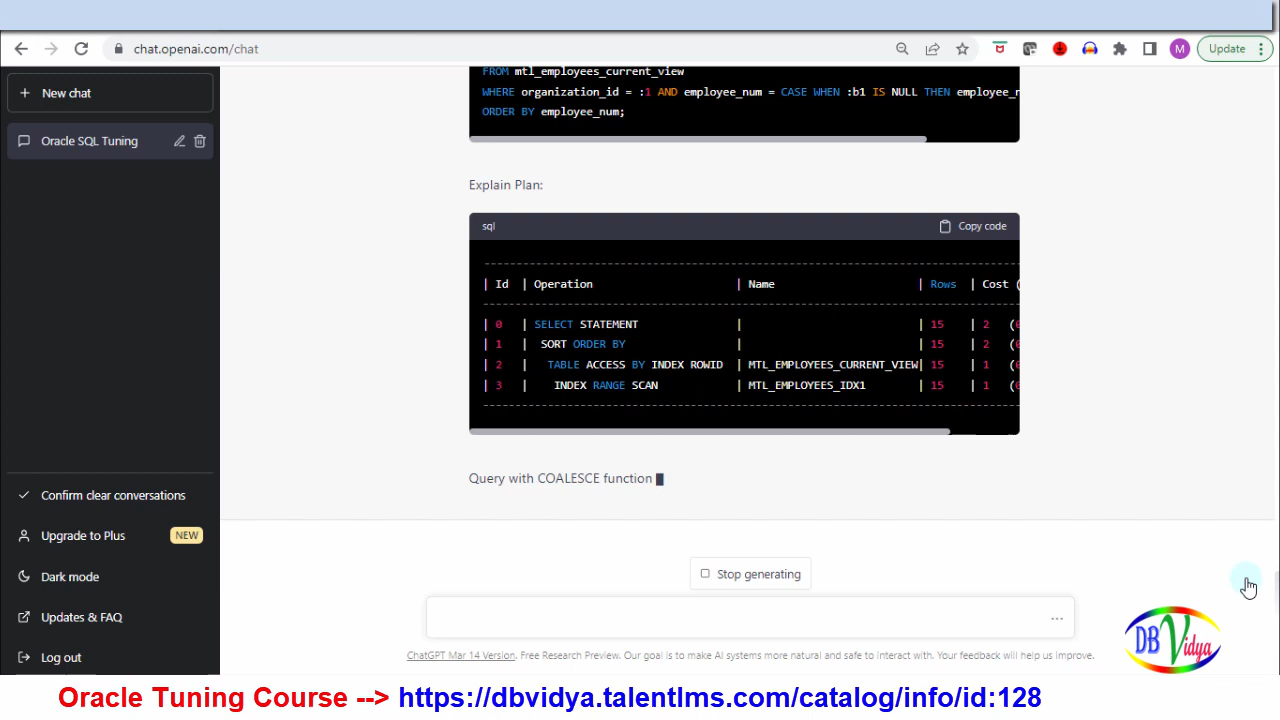 chat.openai.com/chat
M
Update
New chat
Oracle SQL Tuning
FROM mtl_employees_current_view
WHERE organization_id = :1 AND employee_num = CASE WHEN :b1 IS NULL THEN employee_n
ORDER BY employee_num;
Explain Plan:
sql
Copy code
| Id | Operation | Name | Rows | Cost (
| 0 | SELECT STATEMENT | | 15 | 2 (0
| 1 | SORT ORDER BY | | 15 | 2 (0
| 2 | TABLE ACCESS BY INDEX ROWID | MTL_EMPLOYEES_CURRENT_VIEW| 15 | 1 (0
| 3 | INDEX RANGE SCAN | MTL_EMPLOYEES_IDX1 | 15 | 1 (0
Query with COALESCE function
Confirm clear conversations
Upgrade to Plus NEW
Dark mode
Updates & FAQ
Log out
Stop generating
ChatGPT Mar 14 Version. Free Research Preview. Our goal is to make AI systems more natural and safe to interact with. Your feedback will help us improve.
DB Vidya
Oracle Tuning Course --> https://dbvidya.talentlms.com/catalog/info/id:128